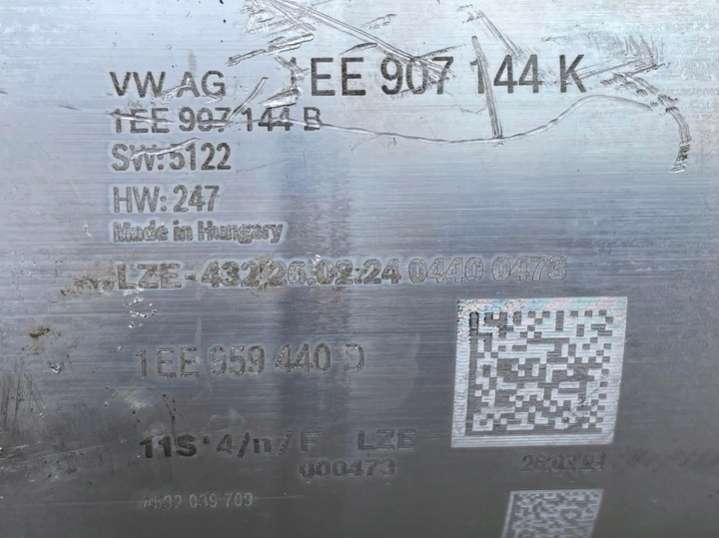 VW AG 1EE 907 144 K
1EE 907 144 B
SW:5122
HW: 247
Made in Hungary
LZE-432 26.02.24 0440 0473
1EE 959 440 D
11S*4/n/F LZE
000473